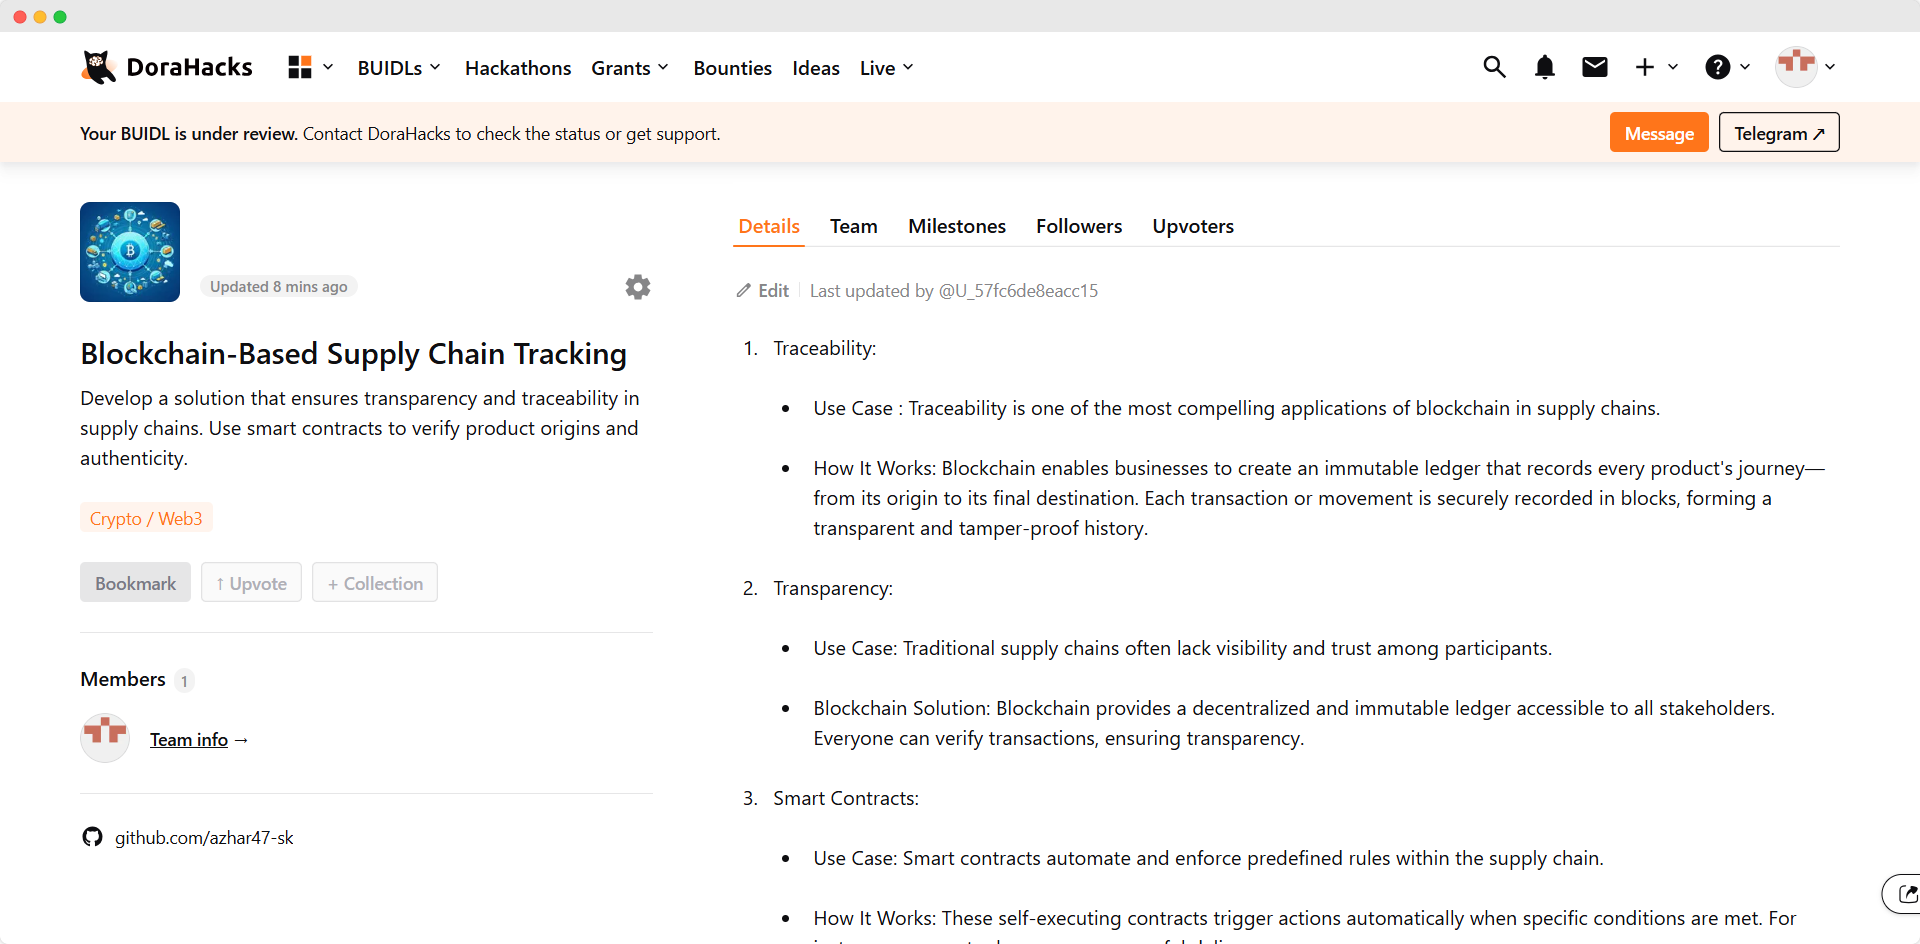 DoraHacks
BUIDLs
Hackathons
Grants
Bounties
Ideas
Live
Your BUIDL is under review. Contact DoraHacks to check the status or get support.
Message
Telegram ↗
Updated 8 mins ago
Blockchain-Based Supply Chain Tracking
Develop a solution that ensures transparency and traceability in
supply chains. Use smart contracts to verify product origins and
authenticity.
Crypto / Web3
Bookmark
↑ Upvote
+ Collection
Members 1
Team info →
github.com/azhar47-sk
Details
Team
Milestones
Followers
Upvoters
Edit
Last updated by @U_57fc6de8eacc15
1. Traceability:
• Use Case : Traceability is one of the most compelling applications of blockchain in supply chains.
• How It Works: Blockchain enables businesses to create an immutable ledger that records every product's journey—
from its origin to its final destination. Each transaction or movement is securely recorded in blocks, forming a
transparent and tamper-proof history.
2. Transparency:
• Use Case: Traditional supply chains often lack visibility and trust among participants.
• Blockchain Solution: Blockchain provides a decentralized and immutable ledger accessible to all stakeholders.
Everyone can verify transactions, ensuring transparency.
3. Smart Contracts:
• Use Case: Smart contracts automate and enforce predefined rules within the supply chain.
• How It Works: These self-executing contracts trigger actions automatically when specific conditions are met. For